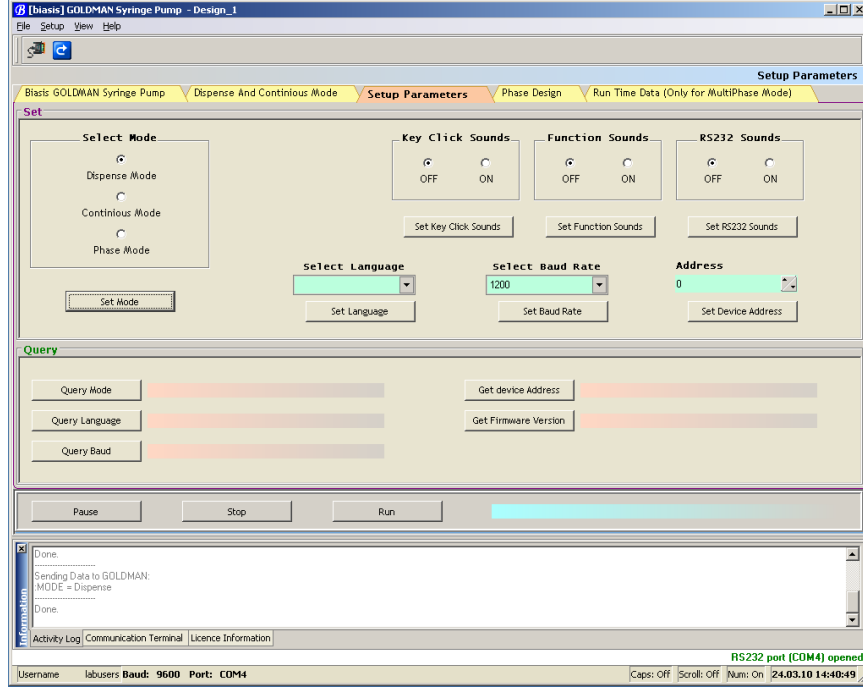 [biasis] GOLDMAN Syringe Pump - Design_1
File Setup View Help
Setup Parameters
Biasis GOLDMAN Syringe Pump Dispense And Continious Mode Setup Parameters Phase Design Run Time Data (Only for MultiPhase Mode)
Set
Select Mode Key Click Sounds Function Sounds RS232 Sounds
Dispense Mode OFF ON OFF ON OFF ON
Continious Mode
Phase Mode
Set Key Click Sounds Set Function Sounds Set RS232 Sounds
Select Language Select Baud Rate Address
1200 0
Set Mode Set Language Set Baud Rate Set Device Address
Query
Query Mode Get device Address
Query Language Get Firmware Version
Query Baud
Pause Stop Run
Information
Done.
------------------------
Sending Data to GOLDMAN:
:MODE = Dispense
------------------------
Done.
Activity Log Communication Terminal Licence Information
RS232 port (COM4) opened
Username labusers Baud: 9600 Port: COM4 Caps: Off Scroll: Off Num: On 24.03.10 14:40:49